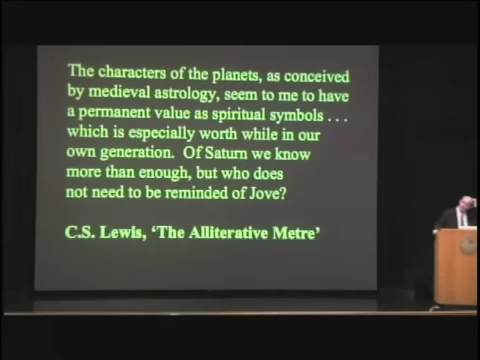 The characters of the planets, as conceived
by medieval astrology, seem to me to have
a permanent value as spiritual symbols . . .
which is especially worth while in our
own generation. Of Saturn we know
more than enough, but who does
not need to be reminded of Jove?
C.S. Lewis, ‘The Alliterative Metre’